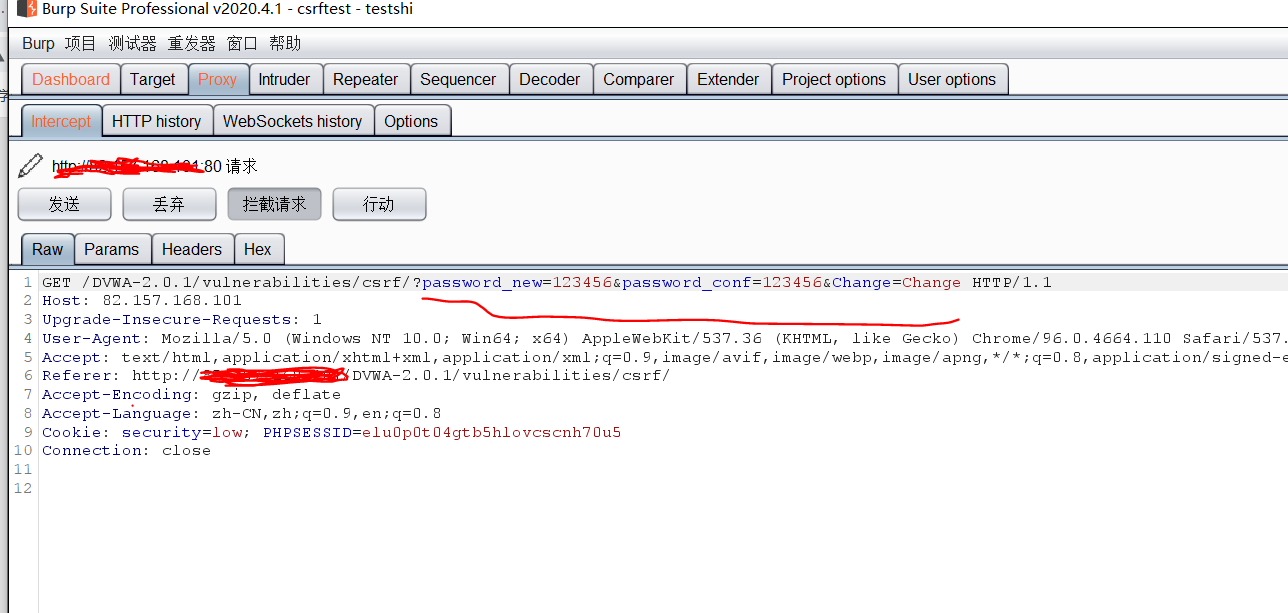 Burp Suite Professional v2020.4.1 - csrftest - testshi
Burp 项目 测试器 重发器 窗口 帮助
Dashboard Target Proxy Intruder Repeater Sequencer Decoder Comparer Extender Project options User options
Intercept HTTP history WebSockets history Options
http:// :80 请求
发送 丢弃 拦截请求 行动
Raw Params Headers Hex
1 GET /DVWA-2.0.1/vulnerabilities/csrf/?password_new=123456&password_conf=123456&Change=Change HTTP/1.1
2 Host: 82.157.168.101
3 Upgrade-Insecure-Requests: 1
4 User-Agent: Mozilla/5.0 (Windows NT 10.0; Win64; x64) AppleWebKit/537.36 (KHTML, like Gecko) Chrome/96.0.4664.110 Safari/537.
5 Accept: text/html,application/xhtml+xml,application/xml;q=0.9,image/avif,image/webp,image/apng,*/*;q=0.8,application/signed-e
6 Referer: http:// /DVWA-2.0.1/vulnerabilities/csrf/
7 Accept-Encoding: gzip, deflate
8 Accept-Language: zh-CN,zh;q=0.9,en;q=0.8
9 Cookie: security=low; PHPSESSID=elu0p0t04gtb5hlovcscnh70u5
10 Connection: close
11
12